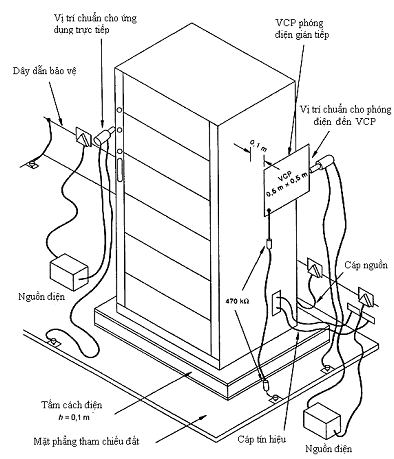 Vị trí chuẩn cho ứng
dụng trực tiếp
VCP phóng
điện gián tiếp
Dây dẫn bảo vệ
Vị trí chuẩn cho phóng
điện đến VCP
0,1 m
VCP
0,5 m × 0,5 m
Cáp nguồn
Nguồn điện
470 kΩ
Tấm cách điện
h = 0,1 m
Mặt phẳng tham chiếu đất
Cáp tín hiệu
Nguồn điện